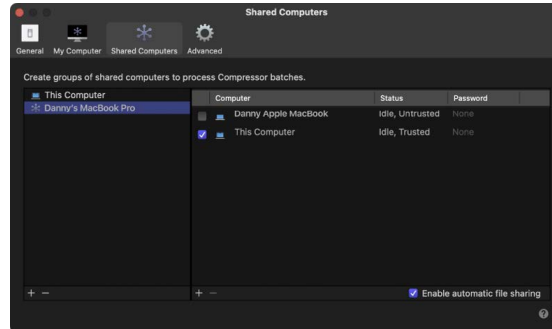 Shared Computers
General My Computer Shared Computers Advanced
Create groups of shared computers to process Compressor batches.
This Computer
Danny's MacBook Pro
Computer Status Password
Danny Apple MacBook Idle, Untrusted None
This Computer Idle, Trusted None
+ − + − Enable automatic file sharing
?